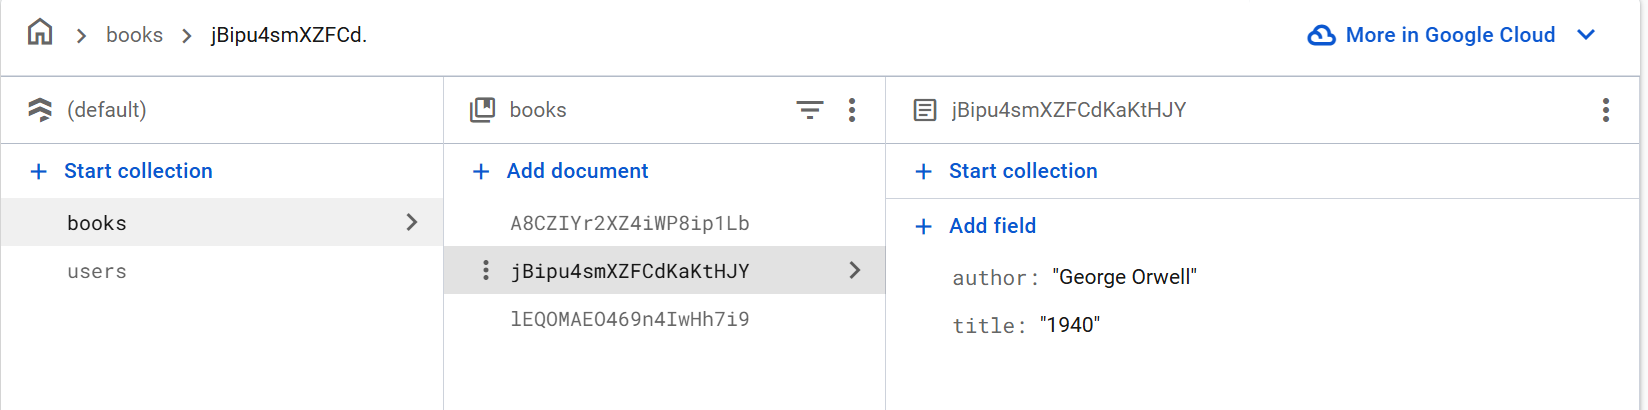 books jBipu4smXZFCd. More in Google Cloud
(default) books jBipu4smXZFCdKaKtHJY
Start collection Add document Start collection
books A8CZIYr2XZ4iWP8ip1Lb Add field
users jBipu4smXZFCdKaKtHJY author: "George Orwell"
lEQOMAEO469n4IwHh7i9 title: "1940"